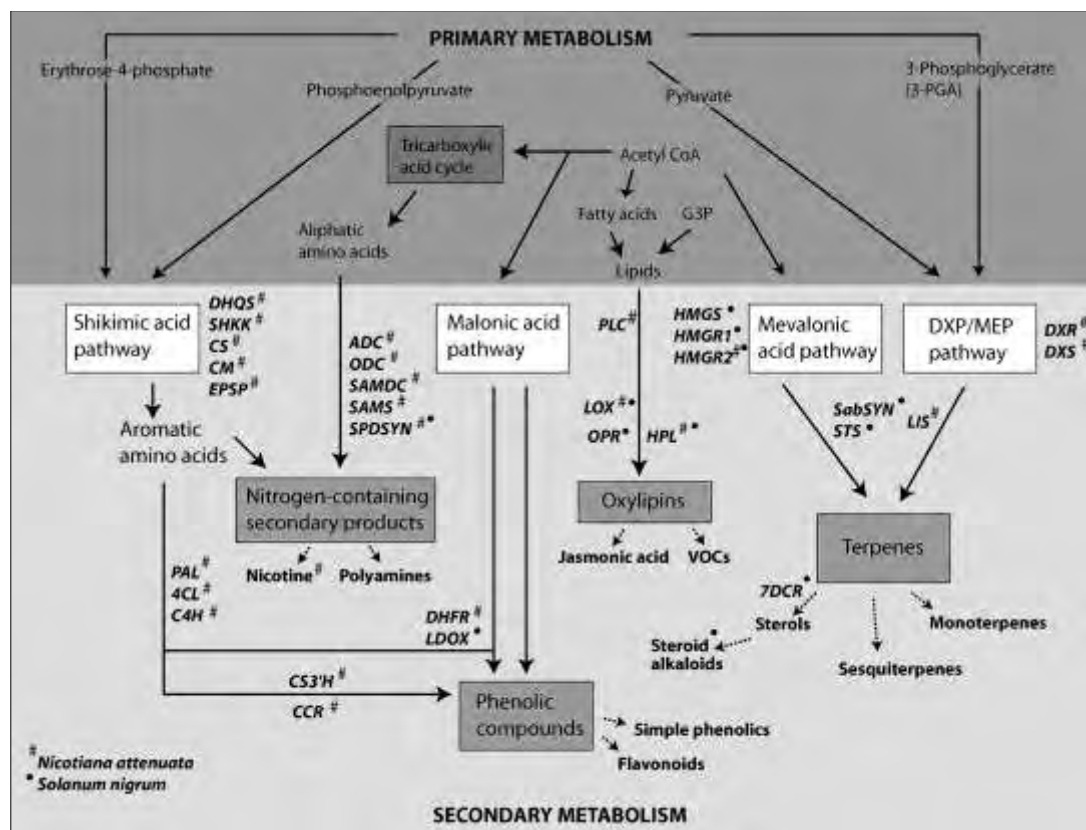 PRIMARY METABOLISM
Erythrose-4-phosphate
Phosphoenolpyruvate
Pyruvate
3-Phosphoglycerate
(3-PGA)
Tricarboxylic
acid cycle
Acetyl CoA
Fatty acids
G3P
Aliphatic
amino acids
Lipids
Shikimic acid
pathway
DHQS #
SHKK #
CS #
CM #
EPSP #
ADC #
ODC #
SAMDC #
SAMS #
SPDSYN #•
Malonic acid
pathway
PLC #
HMGS •
HMGR1 •
HMGR2 #•
Mevalonic
acid pathway
DXP/MEP
pathway
DXR #
DXS #
LOX #•
OPR •
HPL #•
SabSYN •
STS •
LIS #
Aromatic
amino acids
Nitrogen-containing
secondary products
Oxylipins
Terpenes
Nicotine #
Polyamines
Jasmonic acid
VOCs
PAL #
4CL #
C4H #
DHFR #
LDOX •
7DCR •
Sterols
Monoterpenes
Steroid •
alkaloids
Sesquiterpenes
CS3'H #
CCR #
Phenolic
compounds
Simple phenolics
Flavonoids
# Nicotiana attenuata
• Solanum nigrum
SECONDARY METABOLISM